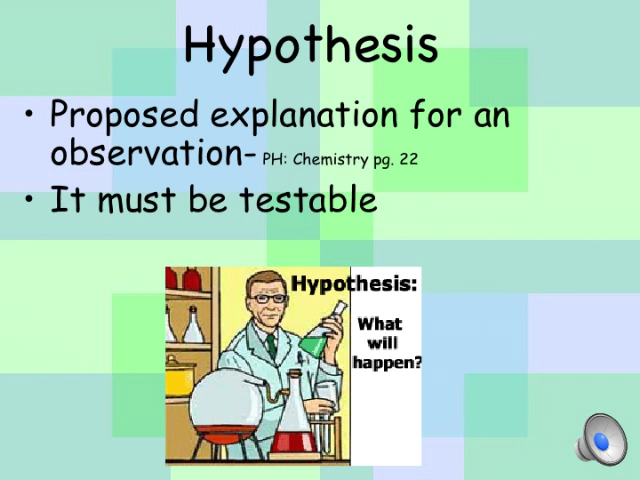 Hypothesis
• Proposed explanation for an
observation- PH: Chemistry pg. 22
• It must be testable
Hypothesis:
What
will
happen?